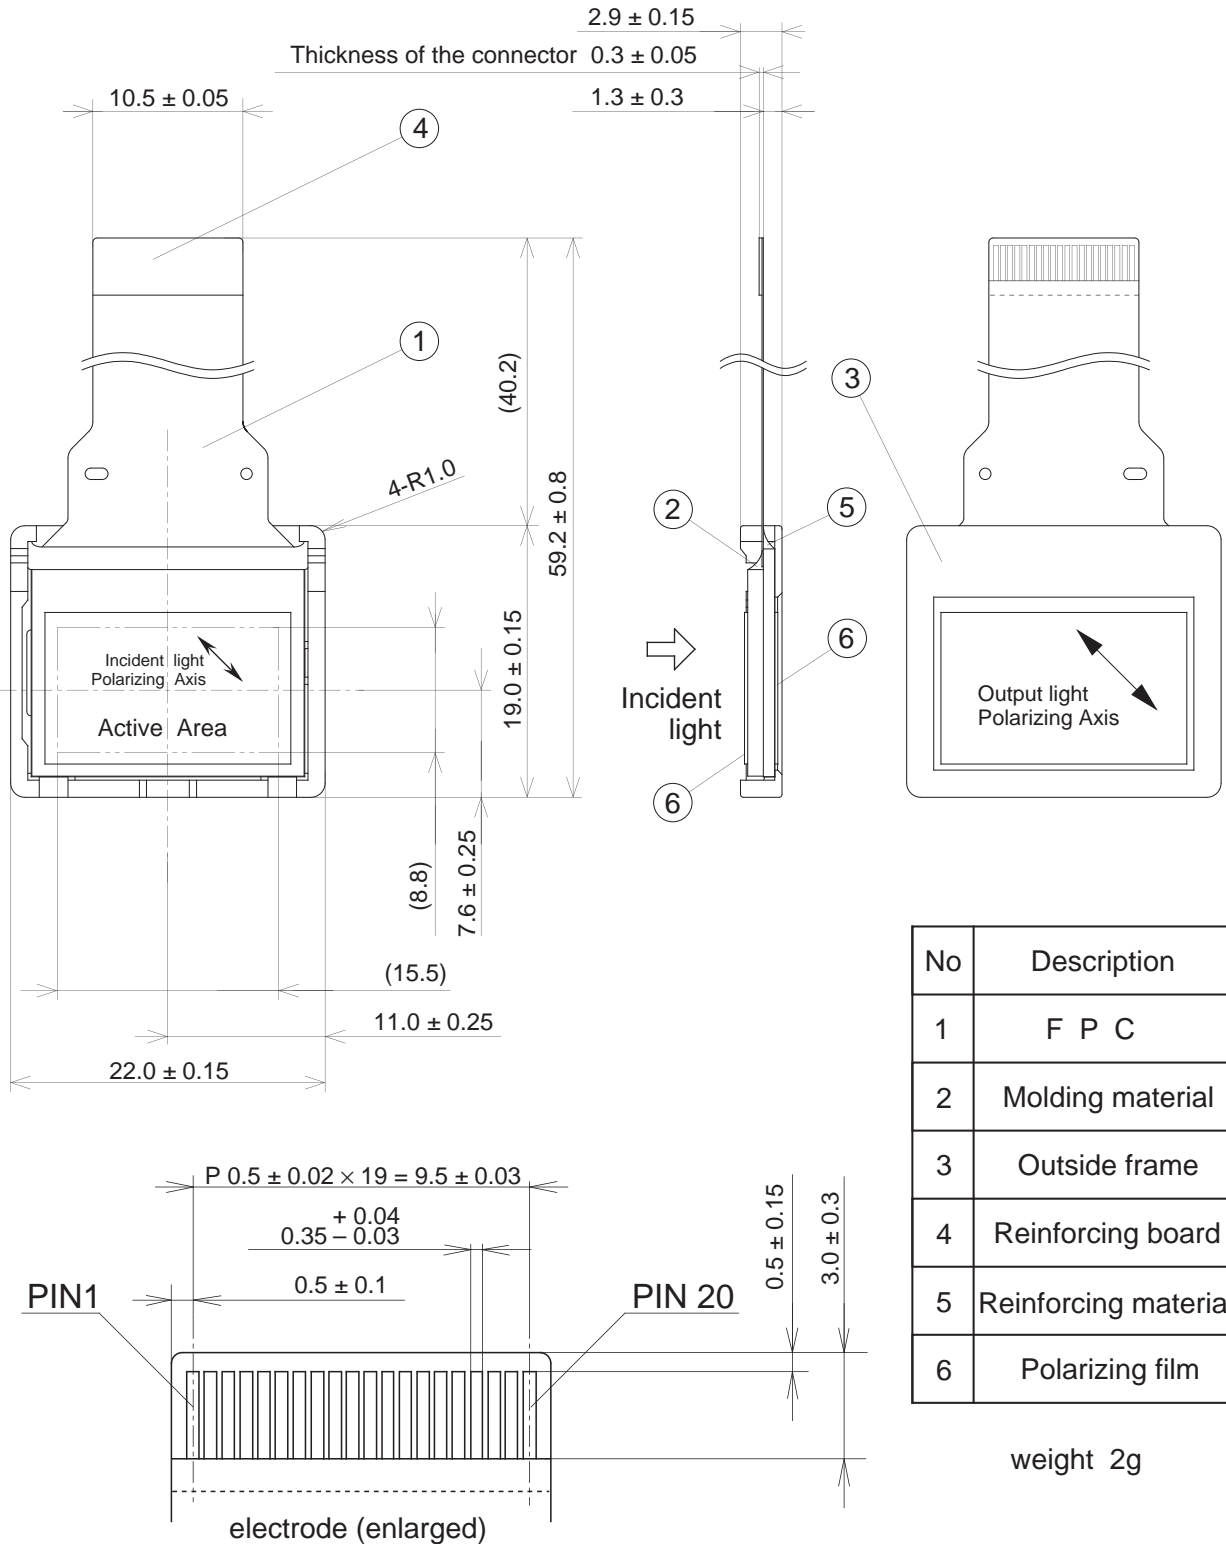 2.9 ± 0.15
Thickness of the connector 0.3 ± 0.05
10.5 ± 0.05
1.3 ± 0.3
4
1
(40.2)
3
4-R1.0
59.2 ± 0.8
2
5
19.0 ± 0.15
Incident light
Polarizing Axis
Active Area
Incident
light
6
6
Output light
Polarizing Axis
(8.8)
7.6 ± 0.25
(15.5)
11.0 ± 0.25
22.0 ± 0.15
No Description
1 F P C
2 Molding material
3 Outside frame
4 Reinforcing board
5 Reinforcing materia
6 Polarizing film
weight 2g
P 0.5 ± 0.02 × 19 = 9.5 ± 0.03
+ 0.04
0.35 – 0.03
0.5 ± 0.1
0.5 ± 0.15
3.0 ± 0.3
PIN1
PIN 20
electrode (enlarged)